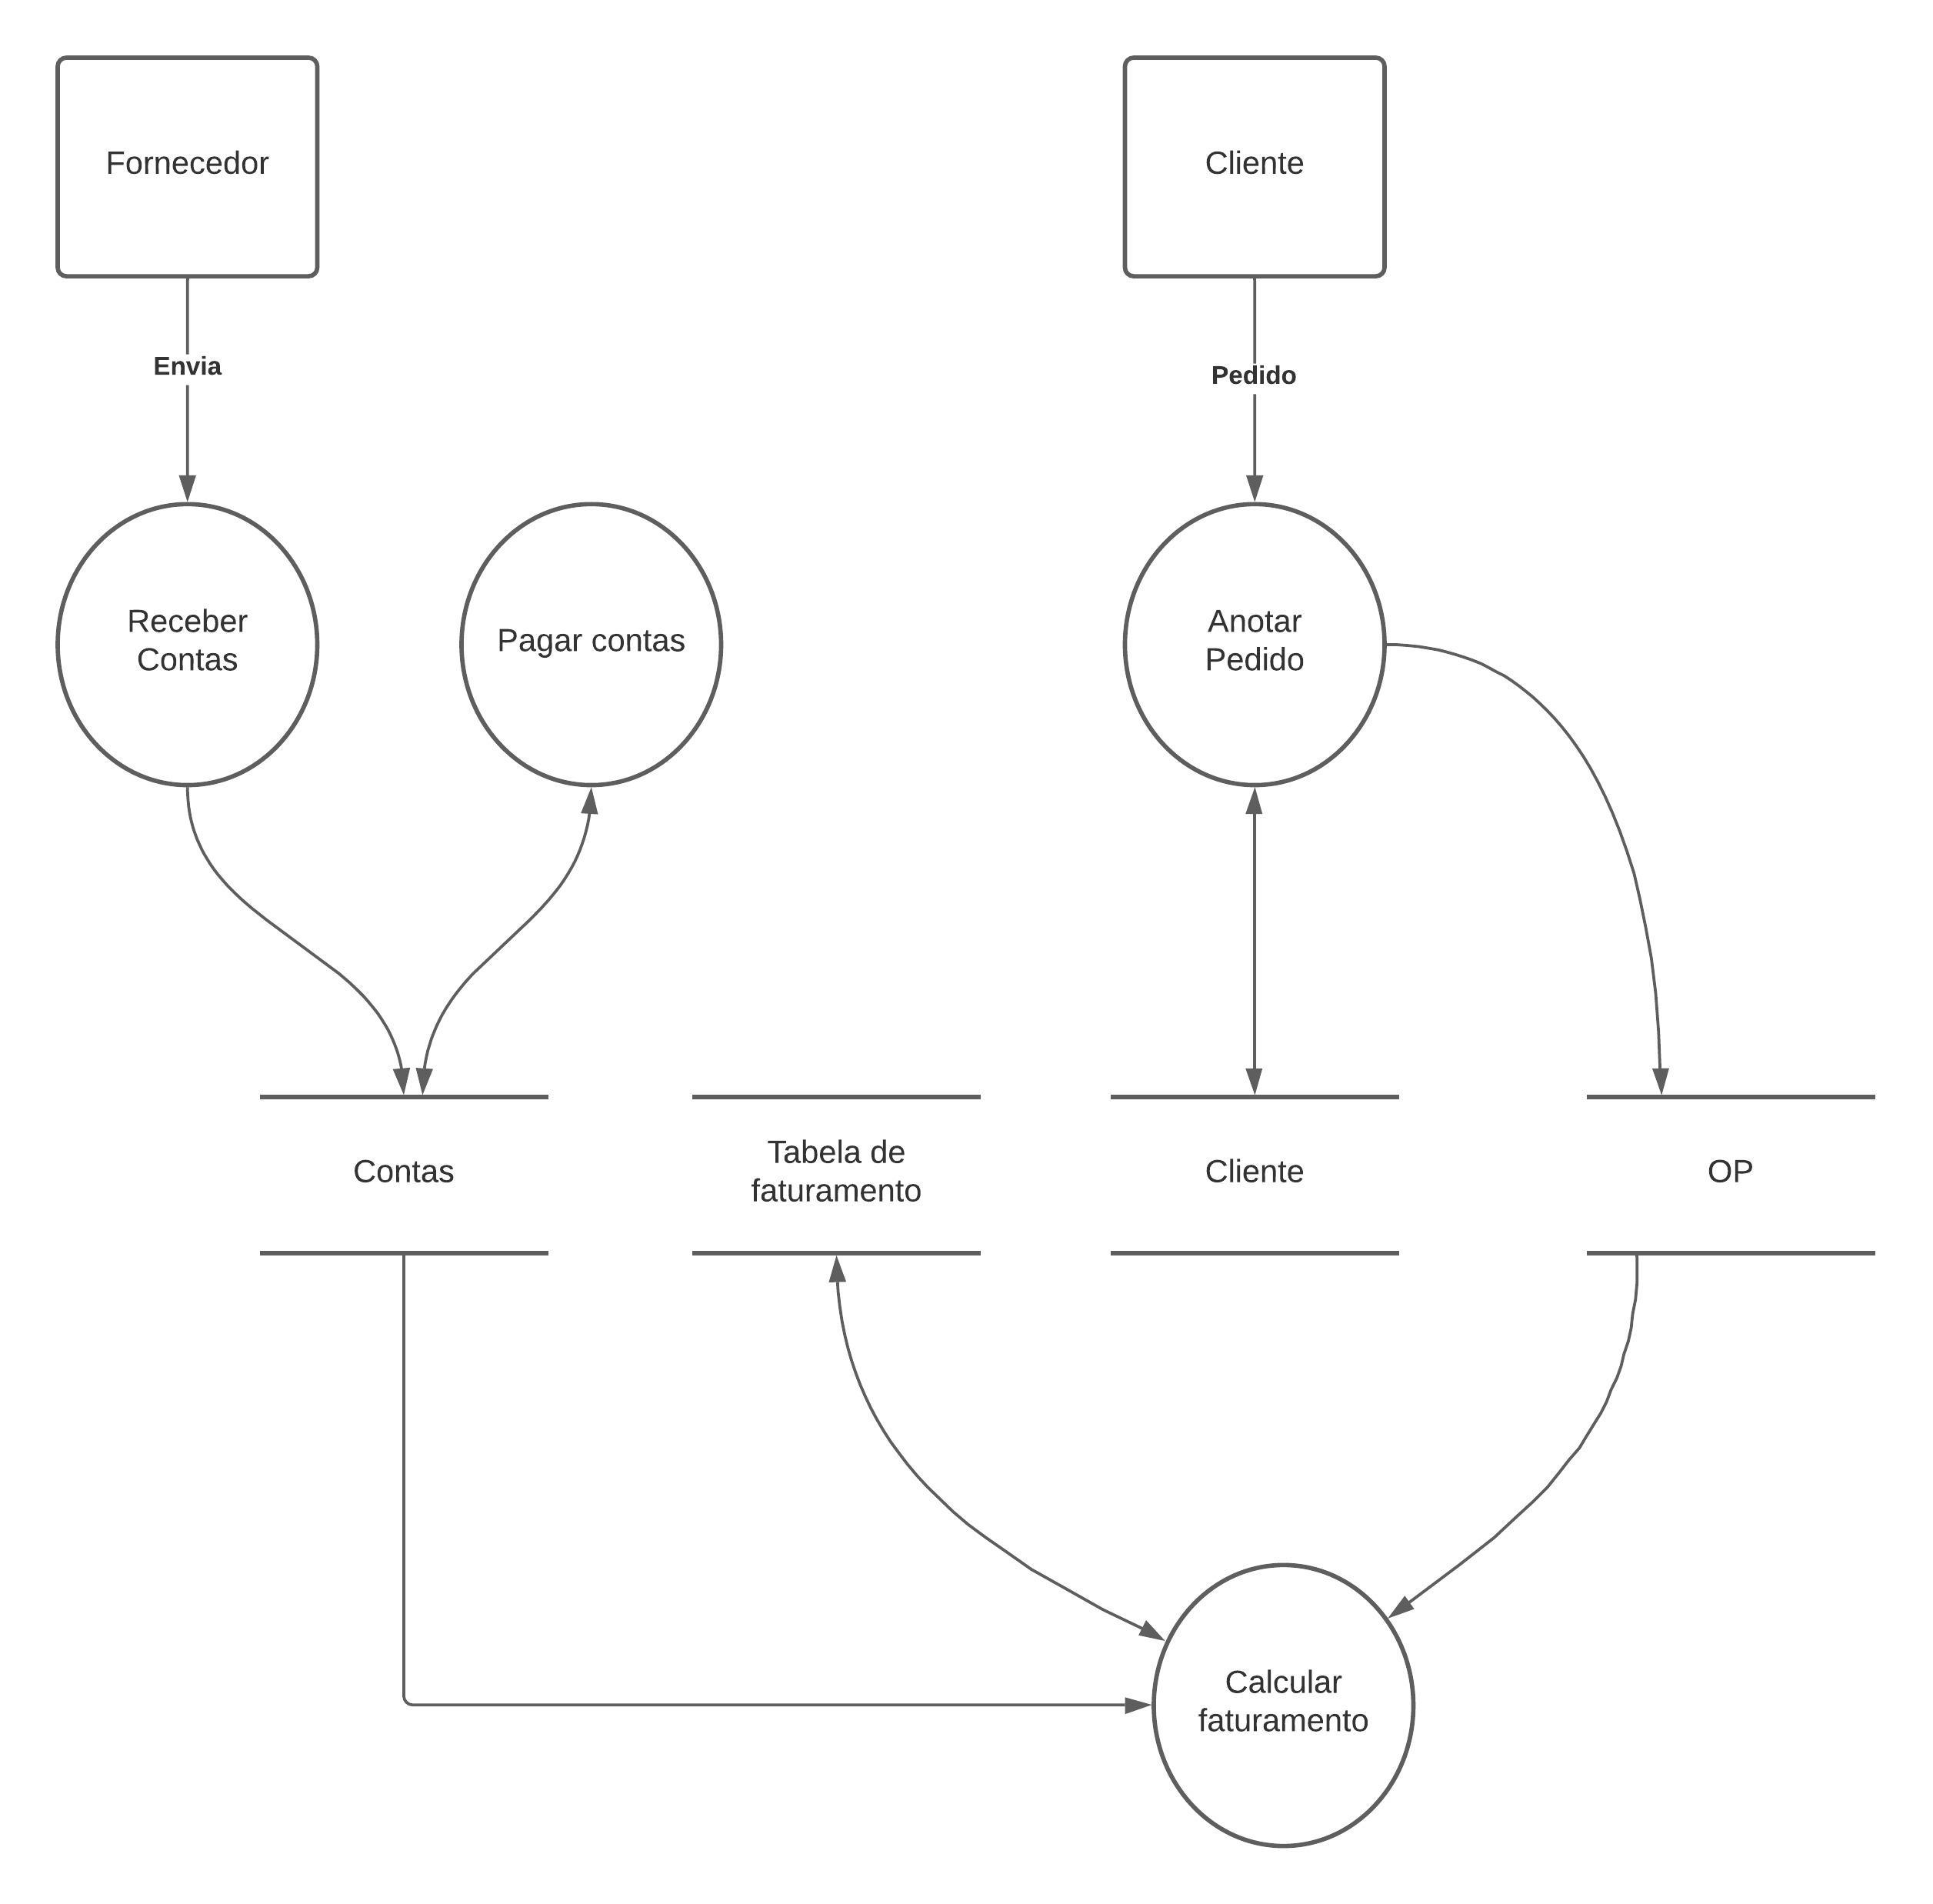 Fornecedor
Cliente
Envia
Pedido
Receber
Contas
Pagar contas
Anotar
Pedido
Contas
Tabela de
faturamento
Cliente
OP
Calcular
faturamento